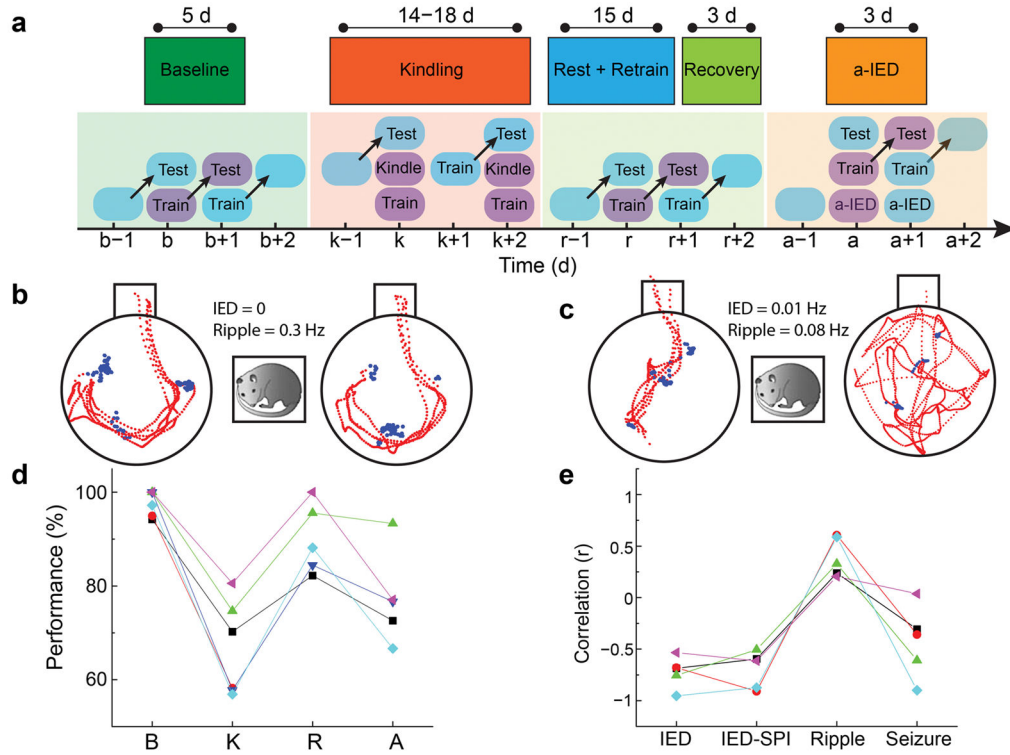 a
5 d
14–18 d
15 d
3 d
3 d
Baseline
Kindling
Rest + Retrain
Recovery
a-IED
Test
Test
Test
Test
Test
Test
Test
Test
Kindle
Train
Kindle
Train
Train
Train
Train
Train
Train
Train
Train
a-IED
a-IED
b−1
b
b+1
b+2
k−1
k
k+1
k+2
r−1
r
r+1
r+2
a−1
a
a+1
a+2
Time (d)
b
IED = 0
Ripple = 0.3 Hz
c
IED = 0.01 Hz
Ripple = 0.08 Hz
d
Performance (%)
100
80
60
B
K
R
A
e
Correlation (r)
1
0.5
0
−0.5
−1
IED
IED-SPI
Ripple
Seizure